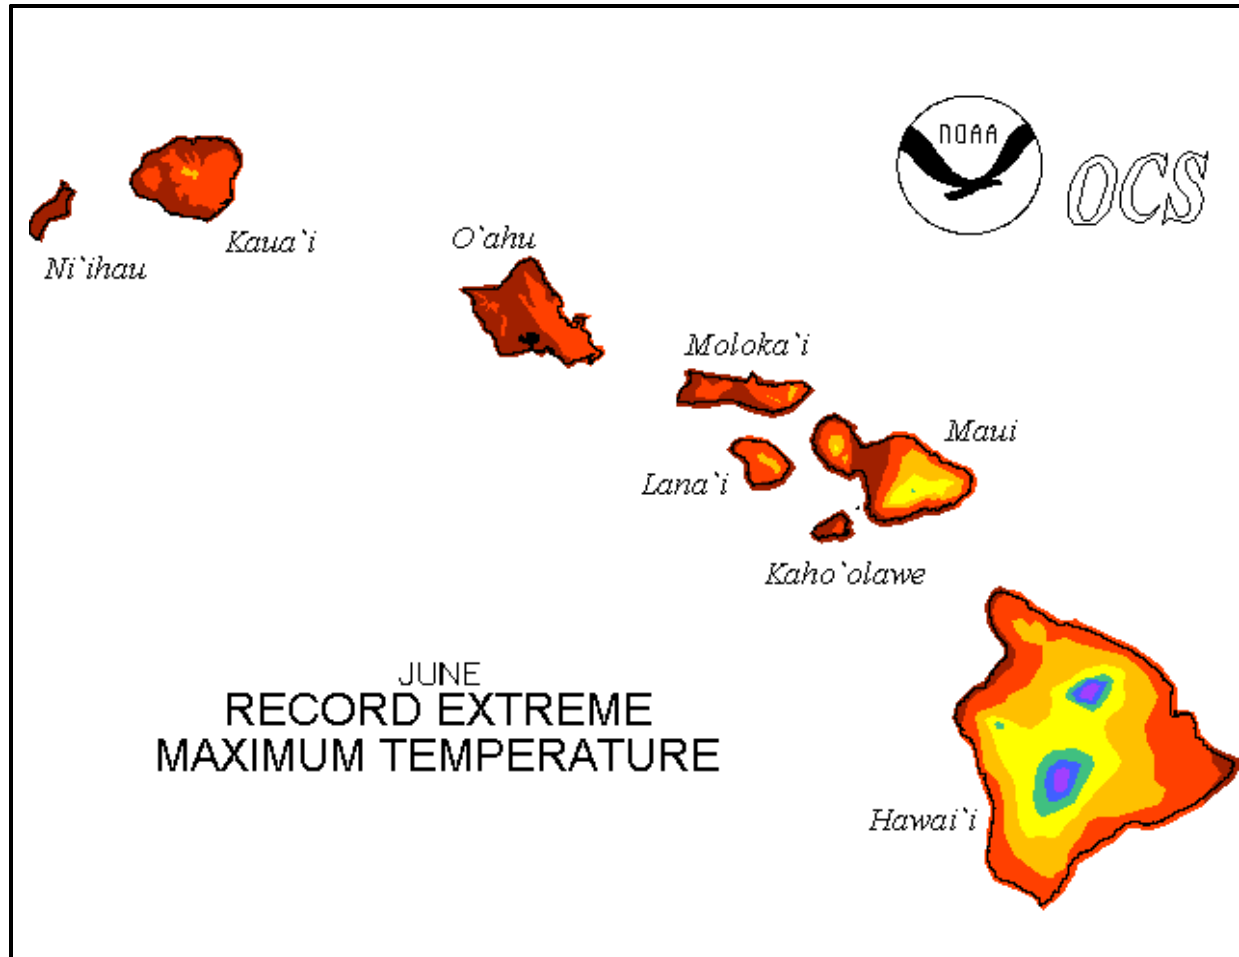 NOAA
OCS
Kaua`i
O`ahu
Ni`ihau
Moloka`i
Maui
Lana`i
Kaho`olawe
JUNE
RECORD EXTREME
MAXIMUM TEMPERATURE
Hawai`i